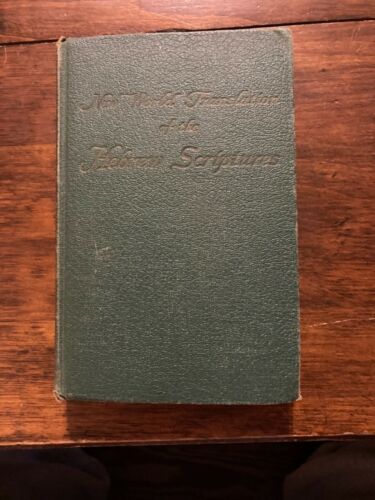 New World Translation
of the
Hebrew Scriptures